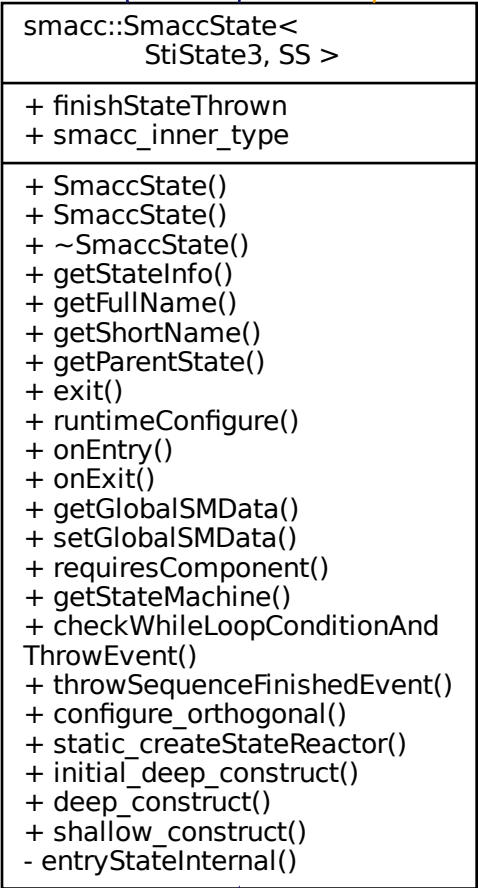 smacc::SmaccState<
StiState3, SS >
+ finishStateThrown
+ smacc_inner_type
+ SmaccState()
+ SmaccState()
+ ~SmaccState()
+ getStateInfo()
+ getFullName()
+ getShortName()
+ getParentState()
+ exit()
+ runtimeConfigure()
+ onEntry()
+ onExit()
+ getGlobalSMData()
+ setGlobalSMData()
+ requiresComponent()
+ getStateMachine()
+ checkWhileLoopConditionAnd
ThrowEvent()
+ throwSequenceFinishedEvent()
+ configure_orthogonal()
+ static_createStateReactor()
+ initial_deep_construct()
+ deep_construct()
+ shallow_construct()
- entryStateInternal()